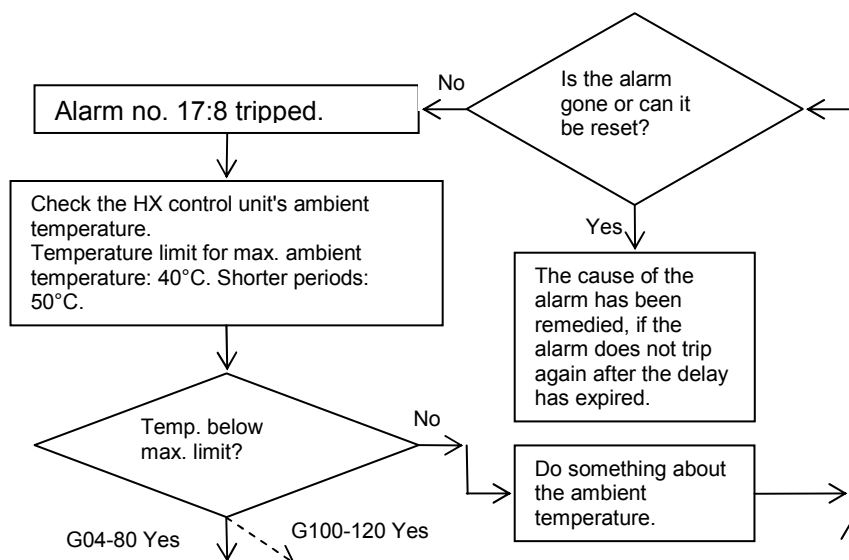 Alarm no. 17:8 tripped.
No
Is the alarm
gone or can it
be reset?
Check the HX control unit's ambient
temperature.
Temperature limit for max. ambient
temperature: 40°C. Shorter periods:
50°C.
Yes
The cause of the
alarm has been
remedied, if the
alarm does not trip
again after the delay
has expired.
Temp. below
max. limit?
No
Do something about
the ambient
temperature.
G04-80 Yes
G100-120 Yes